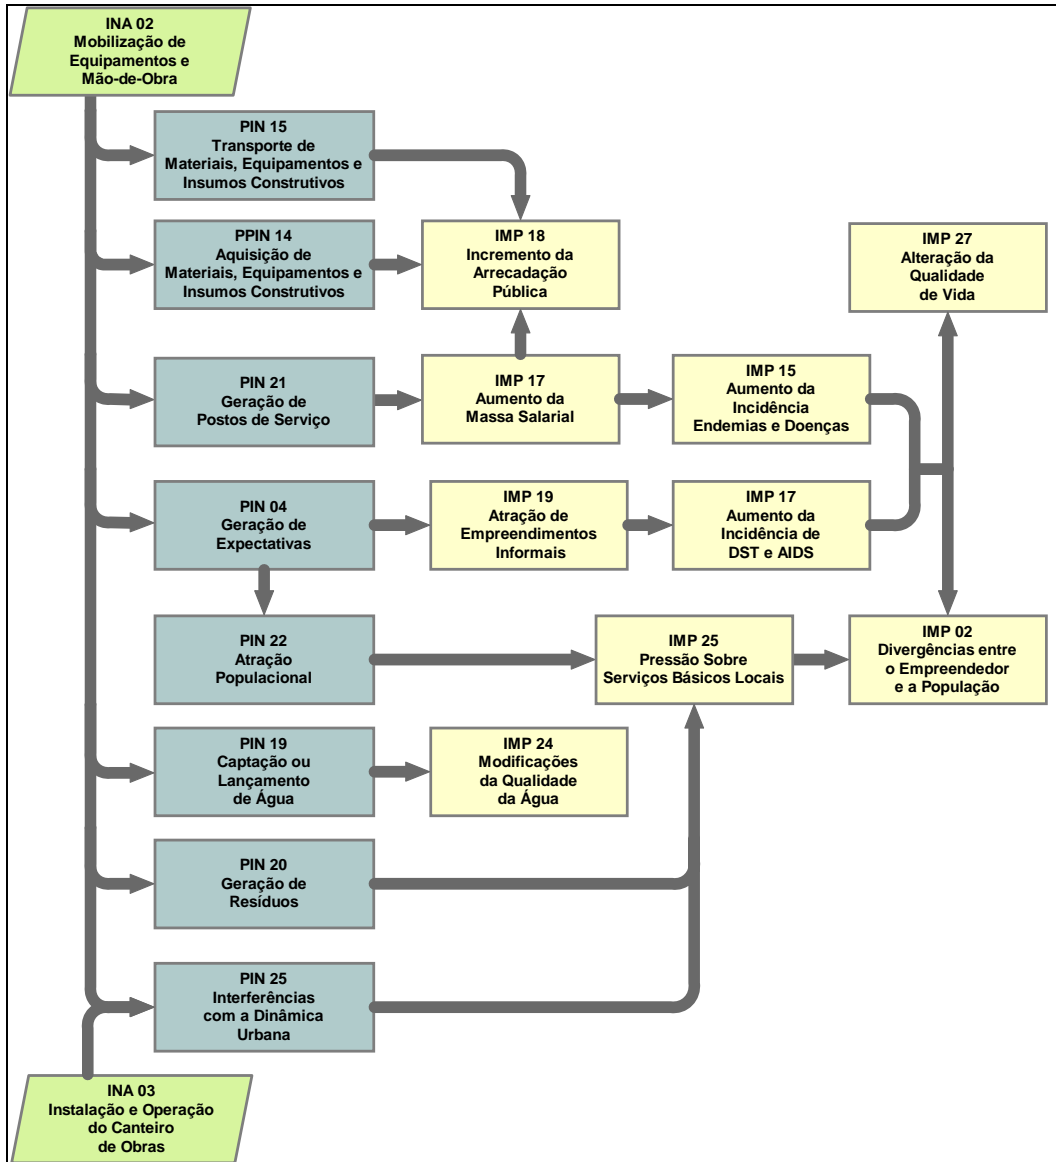 INA 02
Mobilização de
Equipamentos e
Mão-de-Obra
PIN 15
Transporte de
Materiais, Equipamentos e
Insumos Construtivos
PPIN 14
Aquisição de
Materiais, Equipamentos e
Insumos Construtivos
IMP 18
Incremento da
Arrecadação
Pública
IMP 27
Alteração da
Qualidade
de Vida
PIN 21
Geração de
Postos de Serviço
IMP 17
Aumento da
Massa Salarial
IMP 15
Aumento da
Incidência
Endemias e Doenças
PIN 04
Geração de
Expectativas
IMP 19
Atração de
Empreendimentos
Informais
IMP 17
Aumento da
Incidência de
DST e AIDS
PIN 22
Atração
Populacional
IMP 25
Pressão Sobre
Serviços Básicos Locais
IMP 02
Divergências entre
o Empreendedor
e a População
PIN 19
Captação ou
Lançamento
de Água
IMP 24
Modificações
da Qualidade
da Água
PIN 20
Geração de
Resíduos
PIN 25
Interferências
com a Dinâmica
Urbana
INA 03
Instalação e Operação
do Canteiro
de Obras